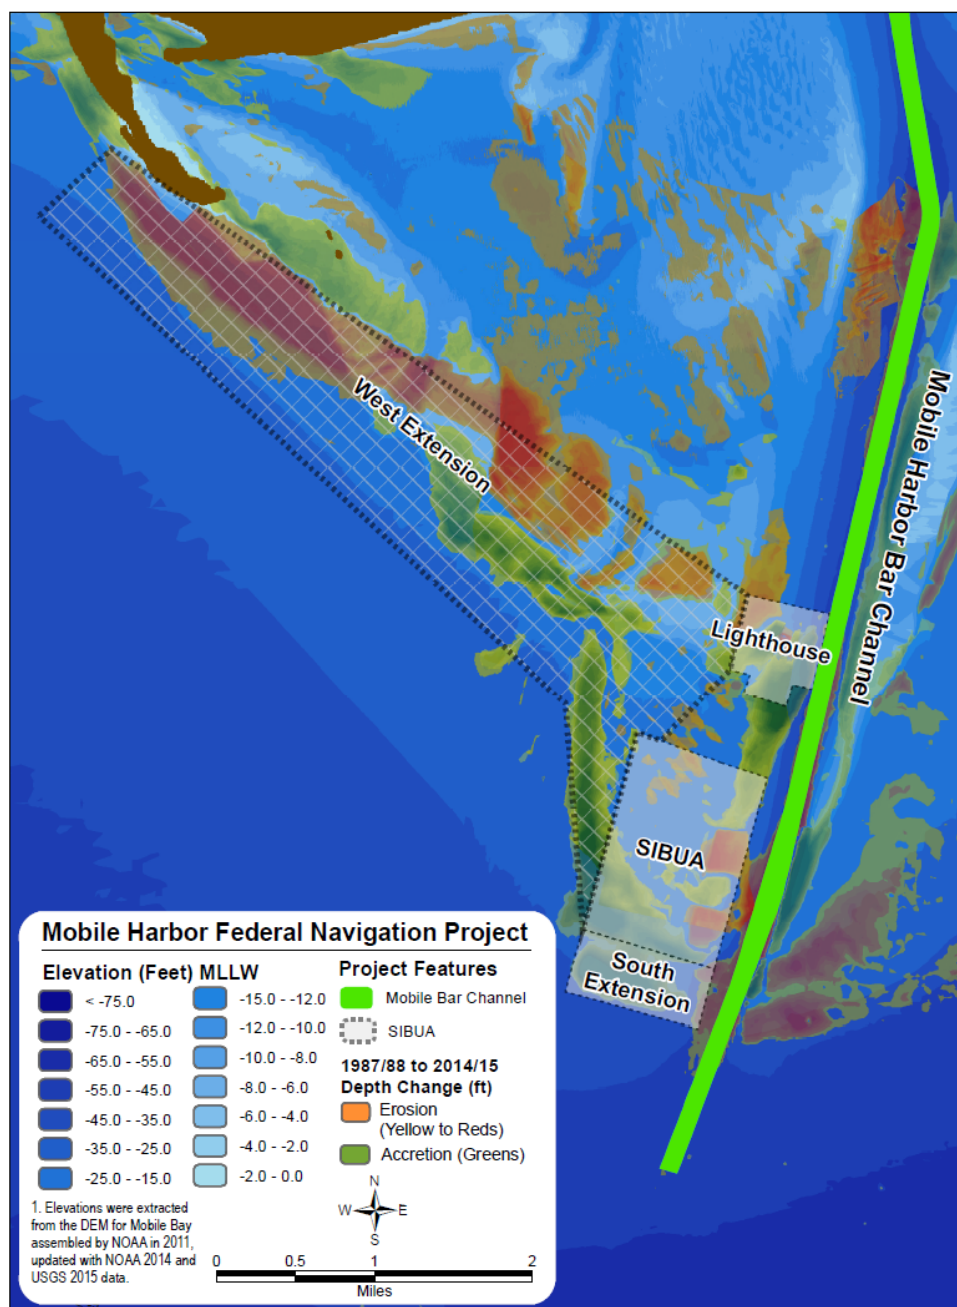 West Extension
Mobile Harbor Bar Channel
Lighthouse
SIBUA
South
Extension
Mobile Harbor Federal Navigation Project
Elevation (Feet) MLLW
< -75.0
-75.0 - -65.0
-65.0 - -55.0
-55.0 - -45.0
-45.0 - -35.0
-35.0 - -25.0
-25.0 - -15.0
-15.0 - -12.0
-12.0 - -10.0
-10.0 - -8.0
-8.0 - -6.0
-6.0 - -4.0
-4.0 - -2.0
-2.0 - 0.0
Project Features
Mobile Bar Channel
SIBUA
1987/88 to 2014/15
Depth Change (ft)
Erosion
(Yellow to Reds)
Accretion (Greens)
1. Elevations were extracted
from the DEM for Mobile Bay
assembled by NOAA in 2011,
updated with NOAA 2014 and
USGS 2015 data.
N
W E
S
0 0.5 1 2
Miles